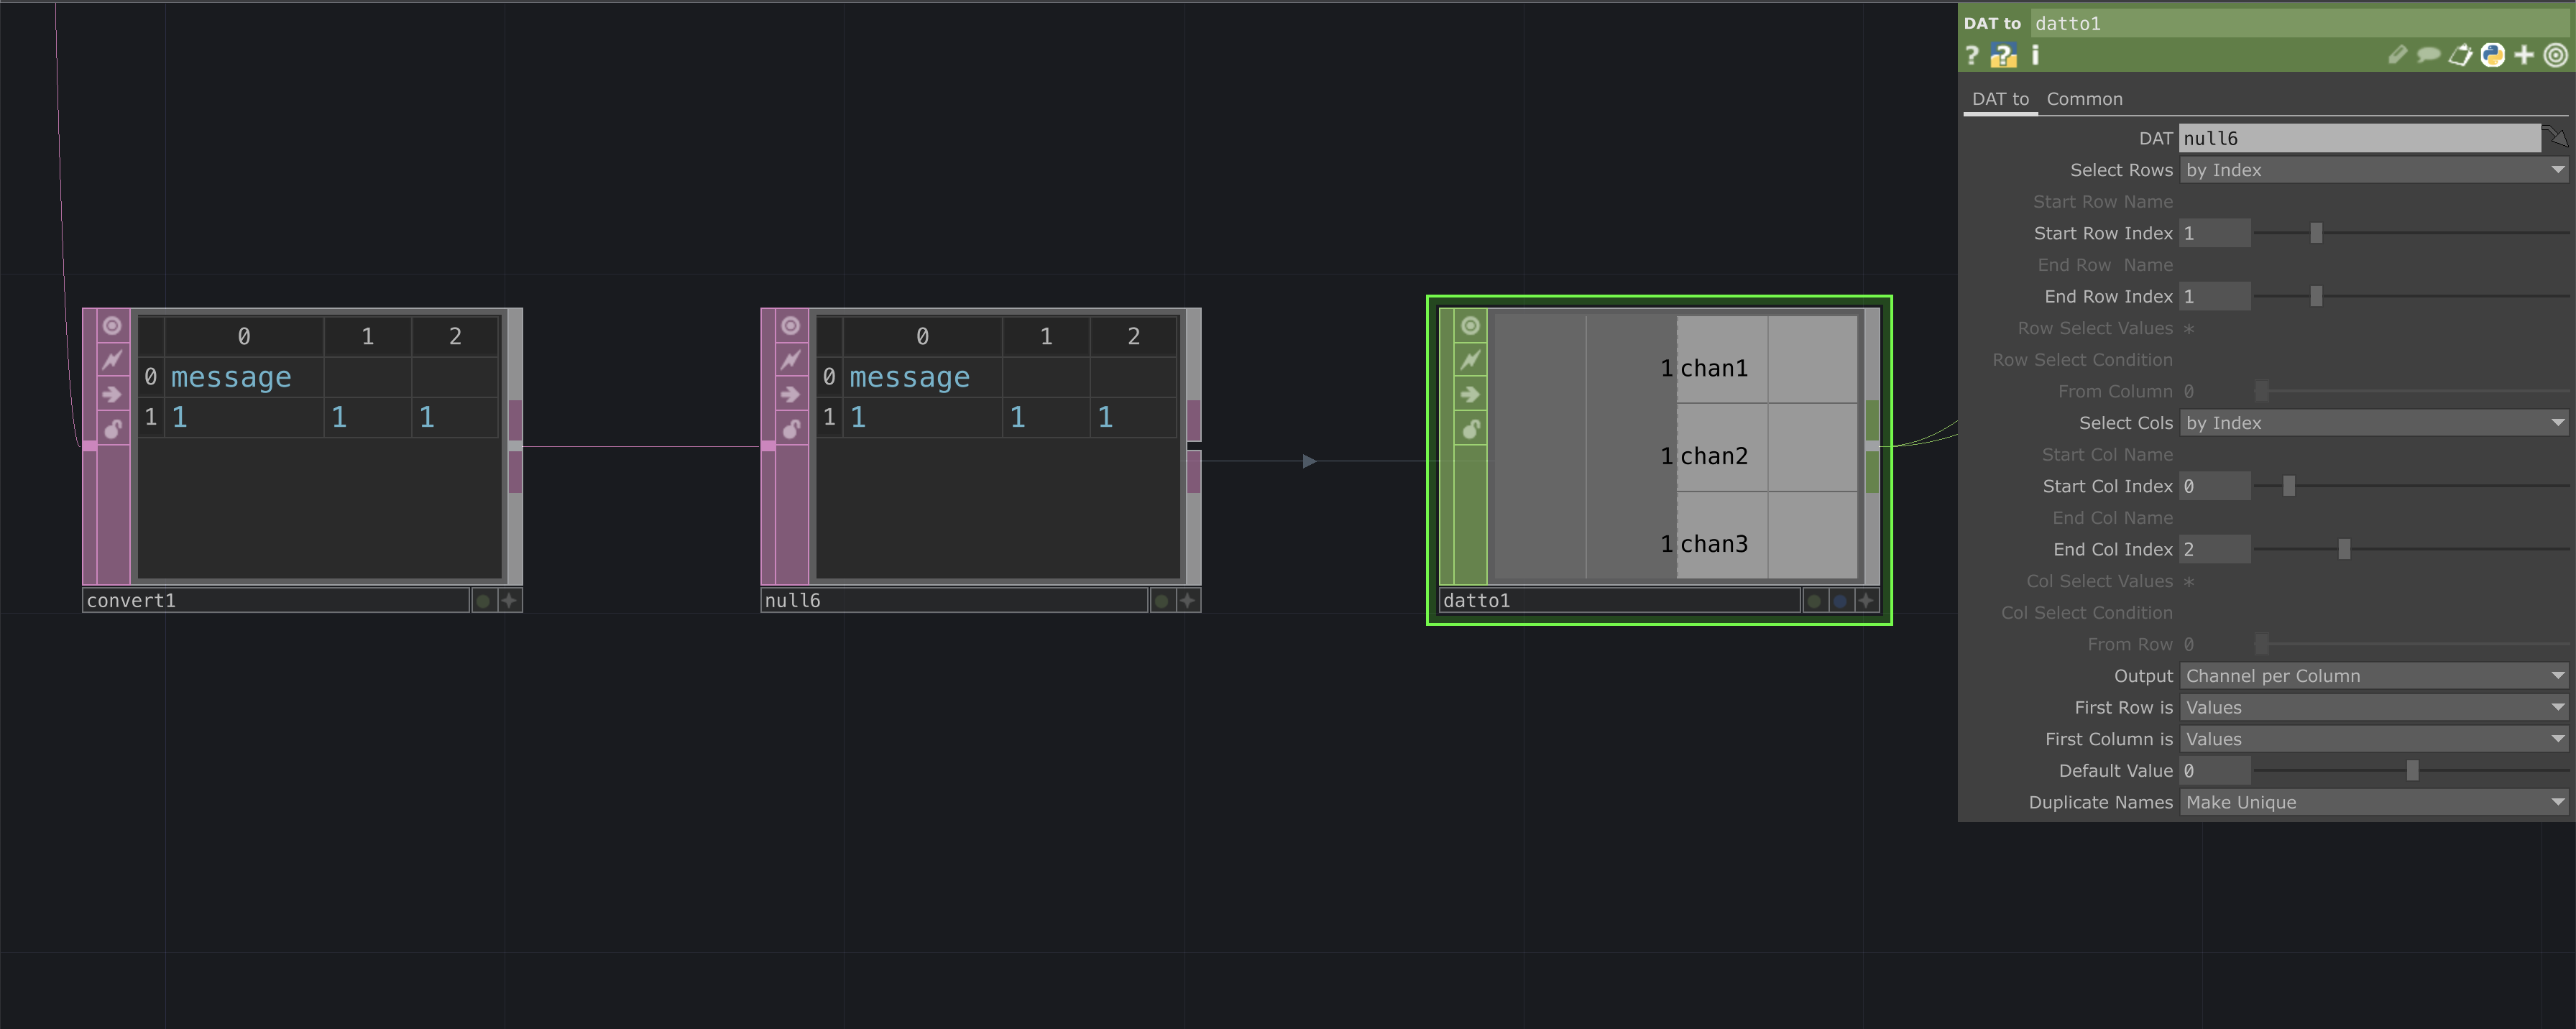 DAT to datto1
? ? i
DAT to Common
DAT null6
Select Rows by Index
Start Row Name
Start Row Index 1
End Row Name
End Row Index 1
Row Select Values *
Row Select Condition
From Column 0
Select Cols by Index
Start Col Name
Start Col Index 0
End Col Name
End Col Index 2
Col Select Values *
Col Select Condition
From Row 0
Output Channel per Column
First Row is Values
First Column is Values
Default Value 0
Duplicate Names Make Unique
0 1 2
0 message
1 1 1 1
convert1
0 1 2
0 message
1 1 1 1
null6
1 chan1
1 chan2
1 chan3
datto1